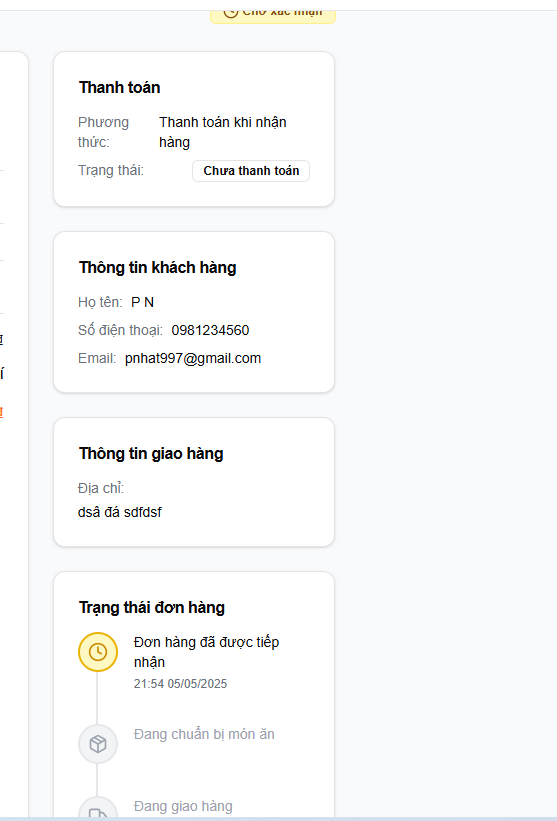 Chờ xác nhận
Thanh toán
Phương Thanh toán khi nhận
thức: hàng
Trạng thái: Chưa thanh toán
Thông tin khách hàng
Họ tên: P N
Số điện thoại: 0981234560
Email: pnhat997@gmail.com
Thông tin giao hàng
Địa chỉ:
dsâ đá sdfdsf
Trạng thái đơn hàng
Đơn hàng đã được tiếp
nhận
21:54 05/05/2025
Đang chuẩn bị món ăn
Đang giao hàng